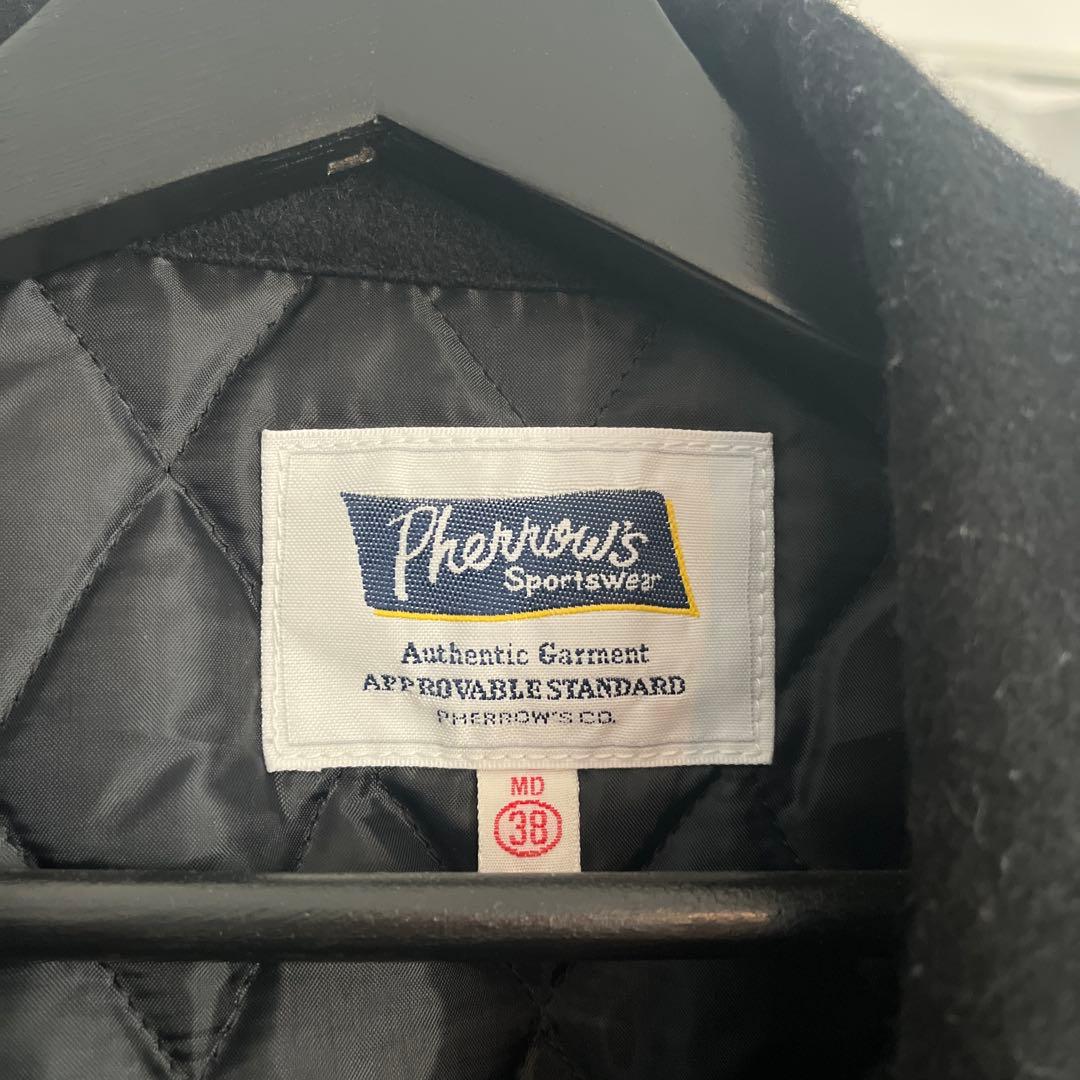 Pherrow's
Sportswear
Authentic Garment
APPROVABLE STANDARD
PHERROW'S CO.
MD
38